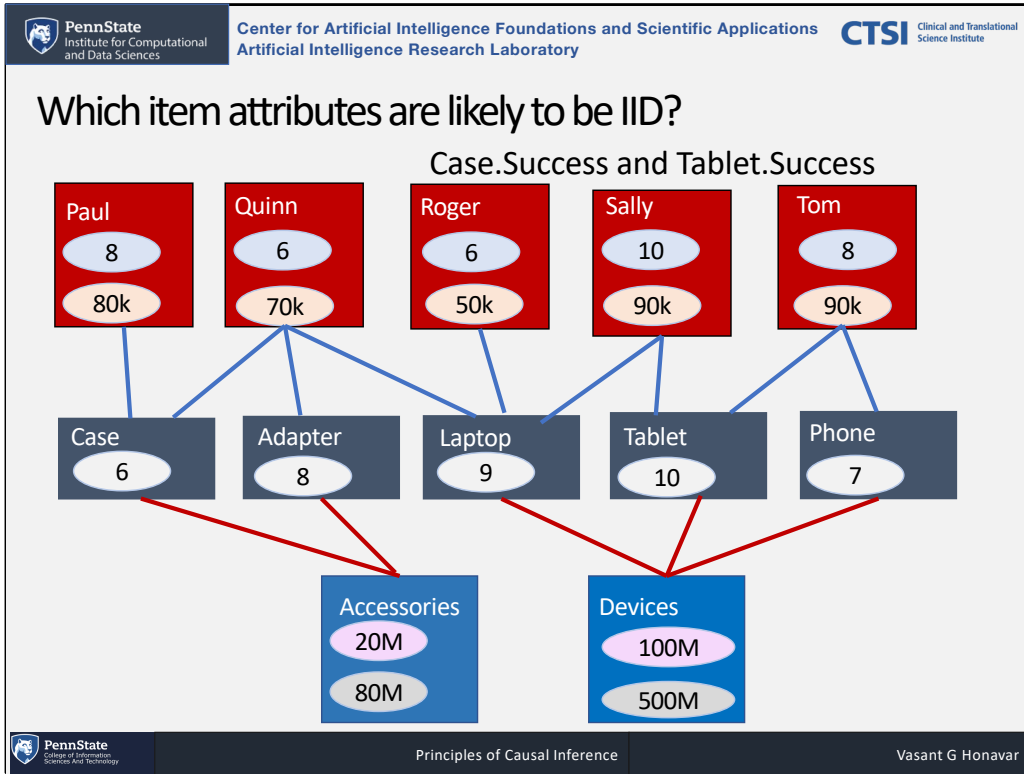 PennState
Institute for Computational
and Data Sciences
Center for Artificial Intelligence Foundations and Scientific Applications
Artificial Intelligence Research Laboratory
CTSI Clinical and Translational
Science Institute
Which item attributes are likely to be IID?
Case.Success and Tablet.Success
Paul
8
80k
Quinn
6
70k
Roger
6
50k
Sally
10
90k
Tom
8
90k
Case
6
Adapter
8
Laptop
9
Tablet
10
Phone
7
Accessories
20M
80M
Devices
100M
500M
PennState
College of Information
Sciences And Technology
Principles of Causal Inference
Vasant G Honavar